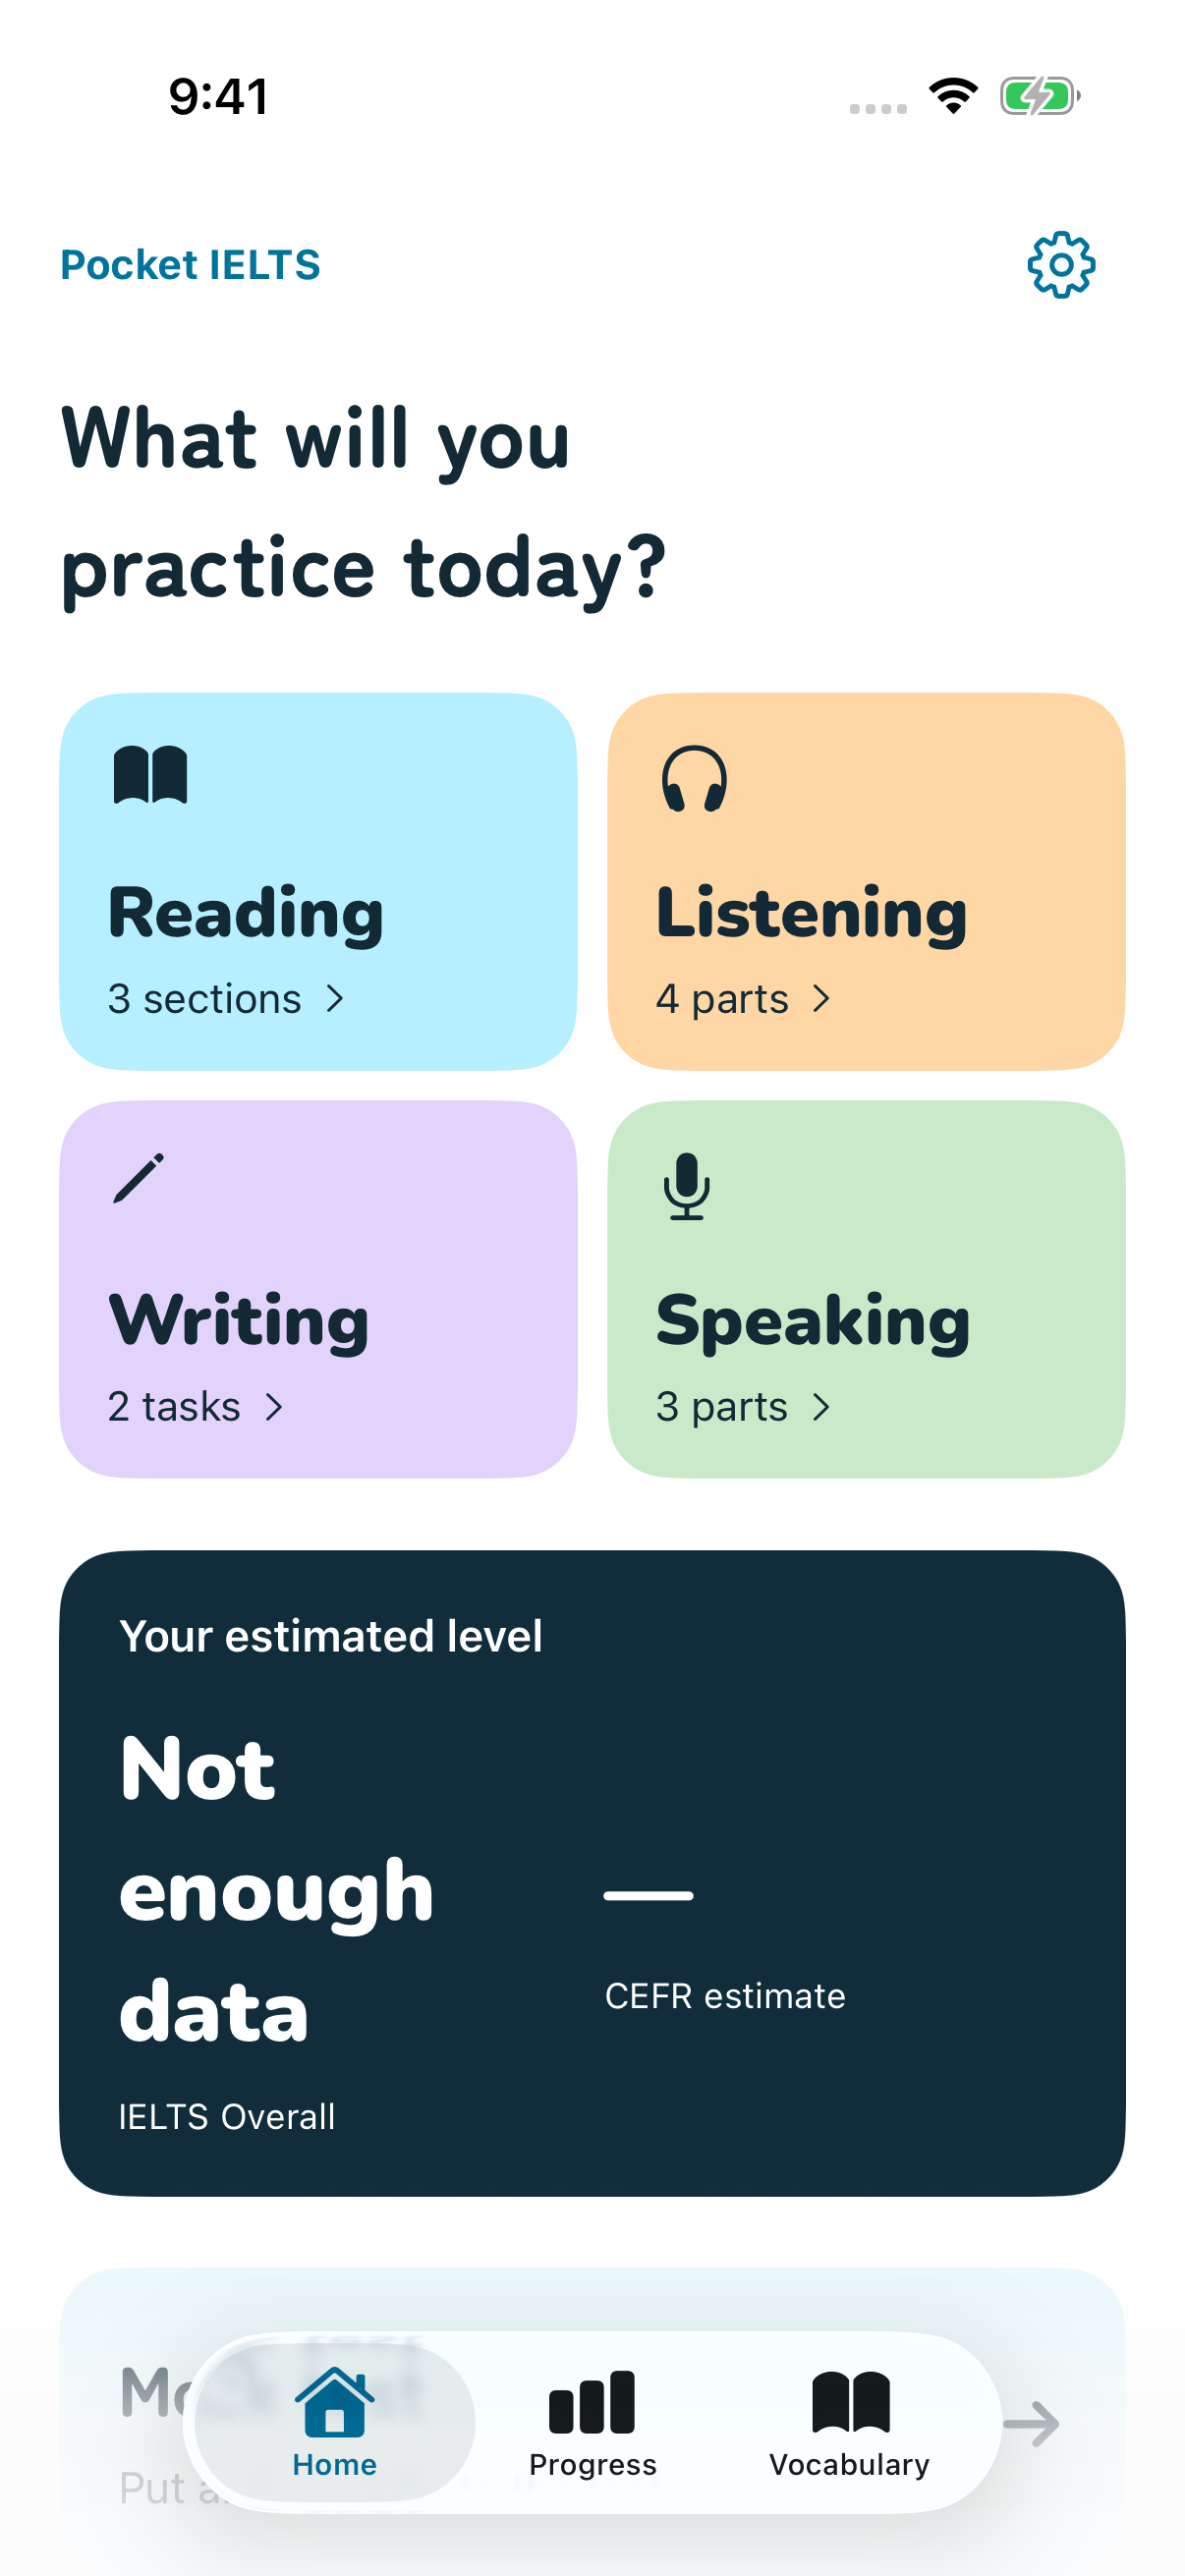 9:41
Pocket IELTS
What will you
practice today?
Reading
3 sections
Listening
4 parts
Writing
2 tasks
Speaking
3 parts
Your estimated level
Not
enough
data
IELTS Overall
—
CEFR estimate
Put
Home
Progress
Vocabulary